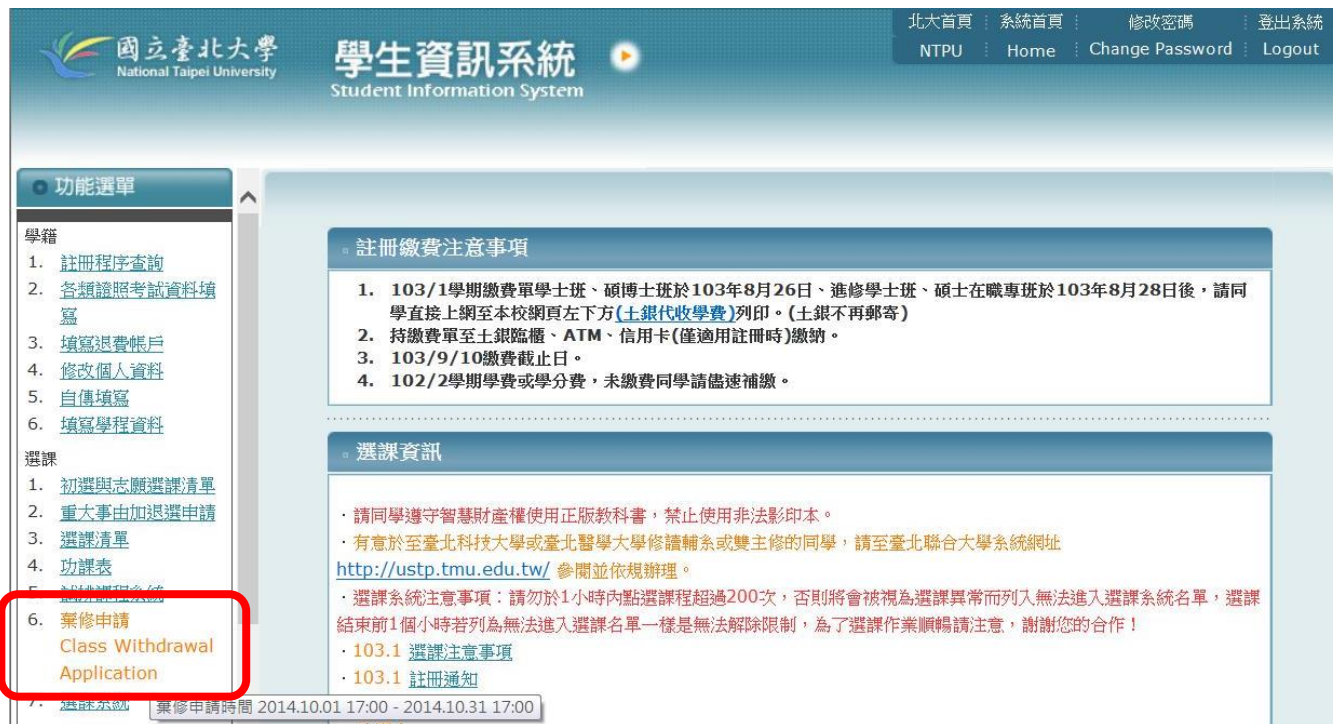 國立臺北大學
National Taipei University
學生資訊系統
Student Information System
北大首頁 系統首頁 修改密碼 登出系統
NTPU Home Change Password Logout
功能選單
學籍
1. 註冊程序查詢
2. 各類證照考試資料填
寫
3. 填寫退費帳戶
4. 修改個人資料
5. 自傳填寫
6. 填寫學程資料
選課
1. 初選與志願選課清單
2. 重大事由加退選申請
3. 選課清單
4. 功課表
5. 試排課程系統
6. 棄修申請
Class Withdrawal
Application
7. 選課系統
棄修申請時間 2014.10.01 17:00 - 2014.10.31 17:00
註冊繳費注意事項
1. 103/1學期繳費單學士班、碩博士班於103年8月26日、進修學士班、碩士在職專班於103年8月28日後，請同
學直接上網至本校網頁左下方(土銀代收學費)列印。(土銀不再郵寄)
2. 持繳費單至土銀臨櫃、ATM、信用卡(僅適用註冊時)繳納。
3. 103/9/10繳費截止日。
4. 102/2學期學費或學分費，未繳費同學請儘速補繳。
選課資訊
·請同學遵守智慧財產權使用正版教科書，禁止使用非法影印本。
·有意於至臺北科技大學或臺北醫學大學修讀輔系或雙主修的同學，請至臺北聯合大學系統網址
http://ustp.tmu.edu.tw/ 參閱並依規辦理。
·選課系統注意事項：請勿於1小時內點選課程超過200次，否則將會被視為選課異常而列入無法進入選課系統名單，選課
結束前1個小時若列為無法進入選課名單一樣是無法解除限制，為了選課作業順暢請注意，謝謝您的合作！
·103.1 選課注意事項
·103.1 註冊通知